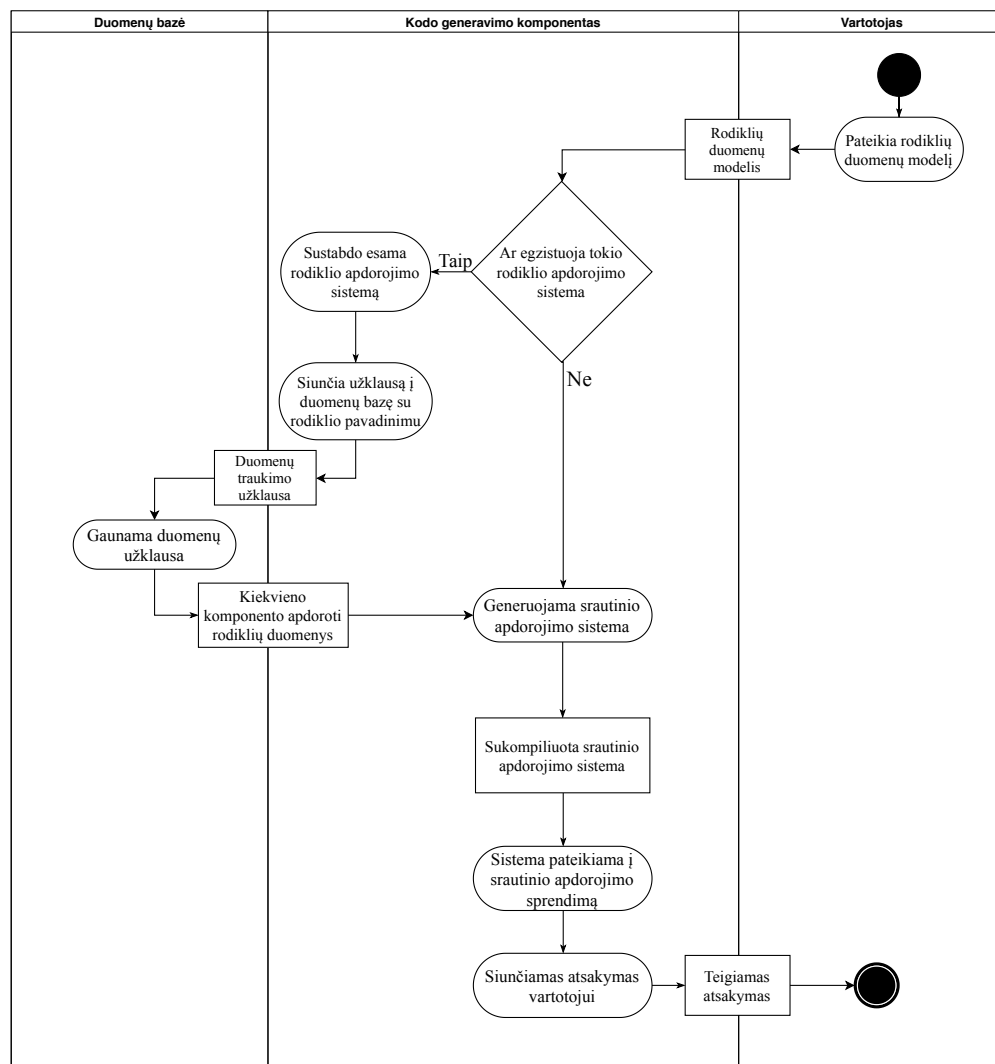 Duomenų bazė
Kodo generavimo komponentas
Vartotojas
Pateikia rodiklių
duomenų modelį
Rodiklių
duomenų
modelis
Ar egzistuoja tokio
rodiklio apdorojimo
sistema
Taip
Ne
Sustabdo esama
rodiklio apdorojimo
sistemą
Siunčia užklausą į
duomenų bazę su
rodiklio pavadinimu
Duomenų
traukimo
užklausa
Gaunama duomenų
užklausa
Kiekvieno
komponento apdoroti
rodiklių duomenys
Generuojama srautinio
apdorojimo sistema
Sukompiliuota srautinio
apdorojimo sistema
Sistema pateikiama į
srautinio apdorojimo
sprendimą
Siunčiamas atsakymas
vartotojui
Teigiamas
atsakymas